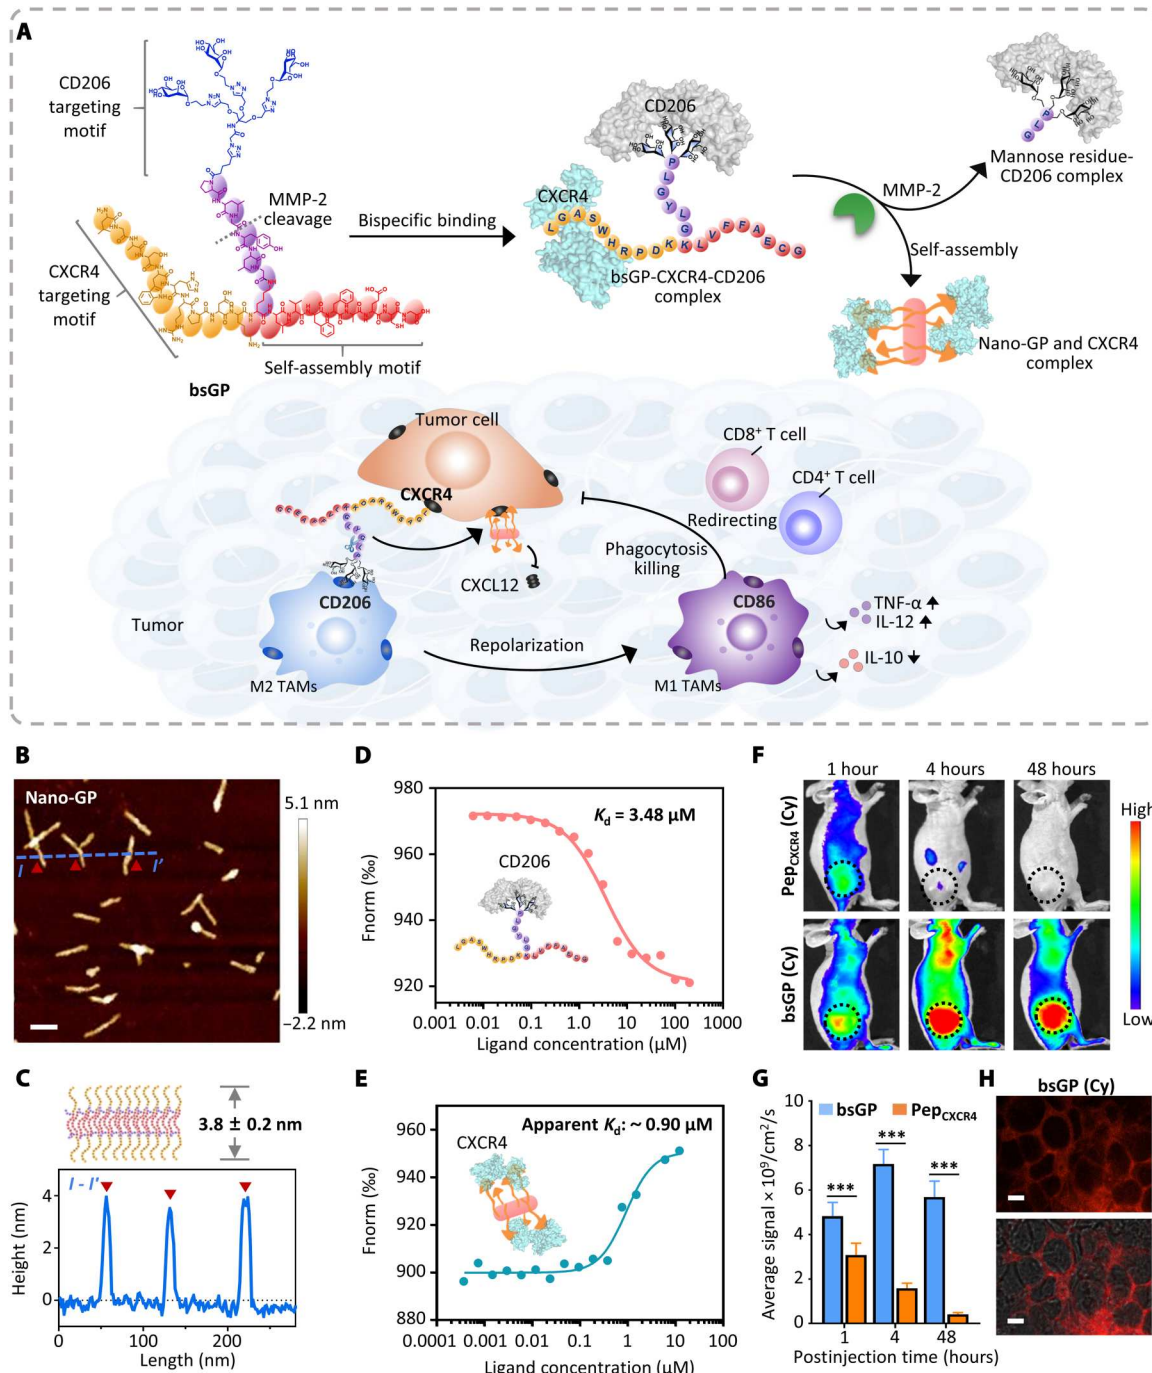 A
CD206
targeting
motif
MMP-2
cleavage
CXCR4
targeting
motif
Self-assembly motif
bsGP
Bispecific binding
CD206
CXCR4
P
L
G
Y
L
G
L G A S W H R P D K K L V F F A E C G
bsGP-CXCR4-CD206
complex
MMP-2
P
L
G
Mannose residue-
CD206 complex
Self-assembly
Nano-GP and CXCR4
complex
Tumor cell
CXCR4
CD8+ T cell
CD4+ T cell
Redirecting
Phagocytosis
killing
CXCL12
CD206
CD86
TNF-α
IL-12
IL-10
Tumor
Repolarization
M2 TAMs
M1 TAMs
B
Nano-GP
I
I'
5.1 nm
−2.2 nm
C
3.8 ± 0.2 nm
I - I'
Height (nm)
4
2
0
0 100 200
Length (nm)
D
Kd = 3.48 µM
CD206
Fnorm (‰)
980
960
940
920
0.001 0.01 0.1 1.0 10 100 1000
Ligand concentration (µM)
E
Apparent Kd: ~ 0.90 µM
CXCR4
Fnorm (‰)
960
940
920
900
880
0.0001 0.001 0.01 0.1 1 10 100
Ligand concentration (µM)
F
1 hour 4 hours 48 hours
PepCXCR4 (Cy)
bsGP (Cy)
High
Low
G
bsGP PepCXCR4
*** *** ***
Average signal × 10⁹/cm²/s
10
8
6
4
2
0
1 4 48
Postinjection time (hours)
H
bsGP (Cy)